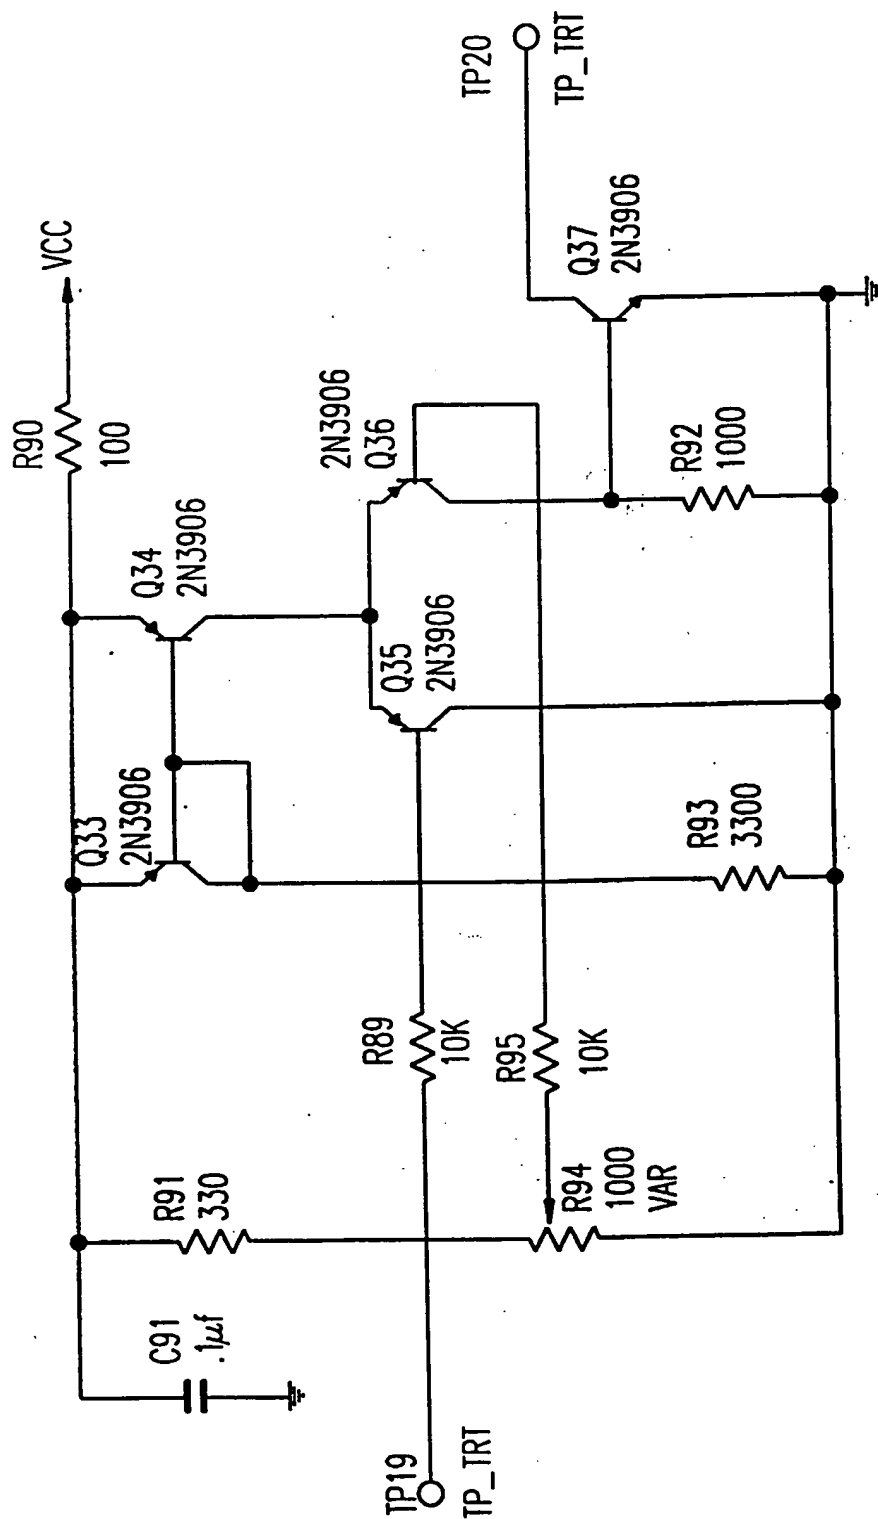 TP20
TP_TRT
VCC
R90
100
Q37
2N3906
2N3906
Q36
R92
1000
Q34
2N3906
Q35
2N3906
Q33
2N3906
R93
3300
R89
10K
R95
10K
R91
330
R94
1000
VAR
C91
.1μf
TP19
TP_TRT